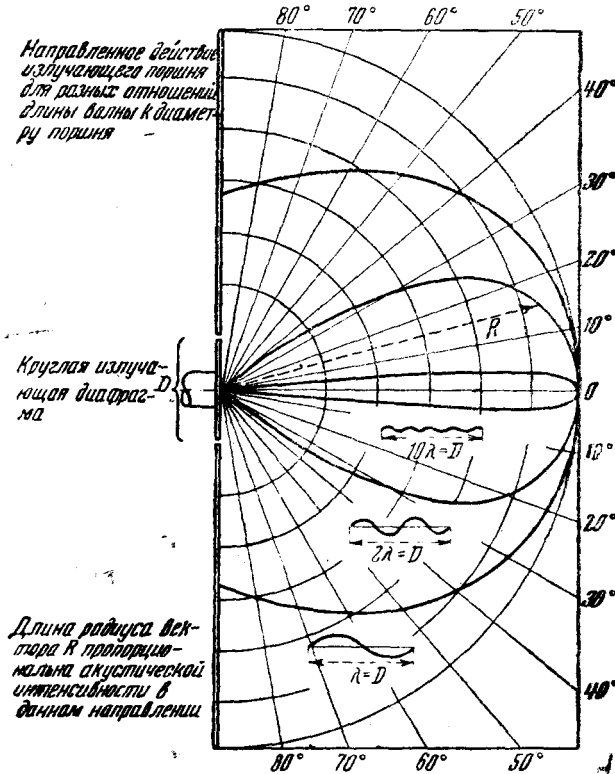 80° 70° 60° 50°
Направленное действие
излучающего поршня
для разных отношений
длины валны к диамет-
ру поршня
40°
30°
20°
10°
R
Круглая излуча-
ющая диафраг-
ма
D
0
10λ=D
10°
2λ=D
20°
30°
Длина радиуса век-
тора R пропорцио-
нальна акустической
интенсивности в
данном направлении
λ=D
40°
80° 70° 60° 50°